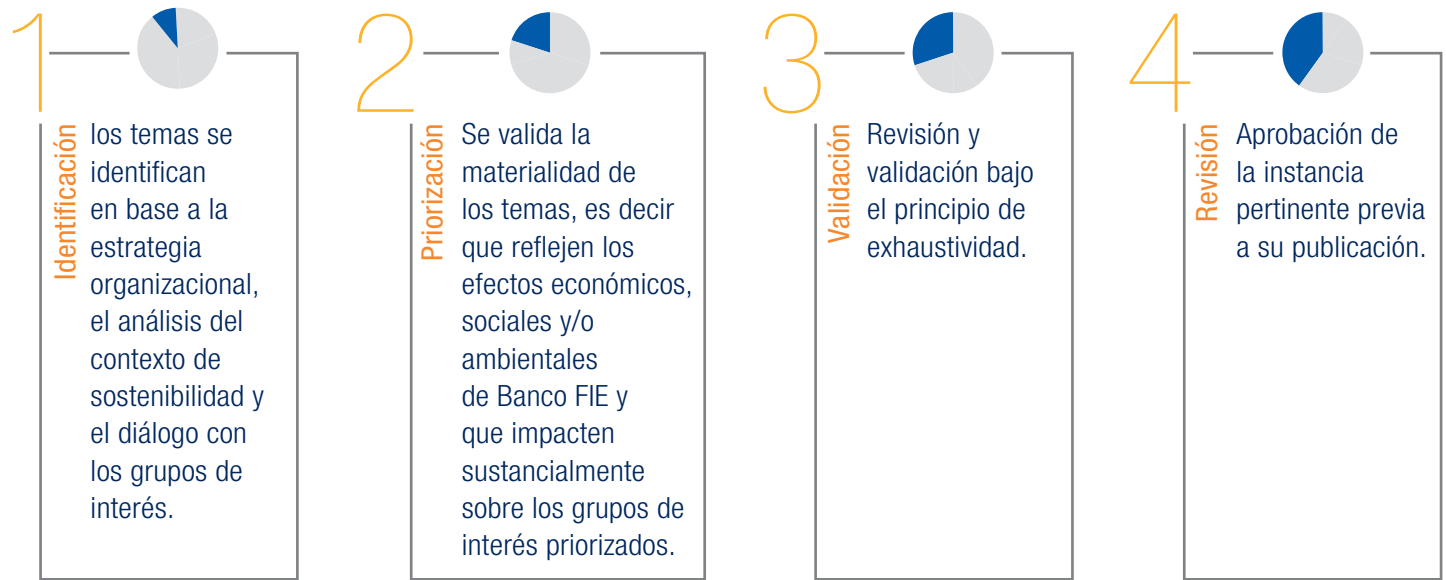 1
Identificación
los temas se
identifican
en base a la
estrategia
organizacional,
el análisis del
contexto de
sostenibilidad y
el diálogo con
los grupos de
interés.
2
Priorización
Se valida la
materialidad de
los temas, es decir
que reflejen los
efectos económicos,
sociales y/o
ambientales
de Banco FIE y
que impacten
sustancialmente
sobre los grupos de
interés priorizados.
3
Validación
Revisión y
validación bajo
el principio de
exhaustividad.
4
Revisión
Aprobación de
la instancia
pertinente previa
a su publicación.